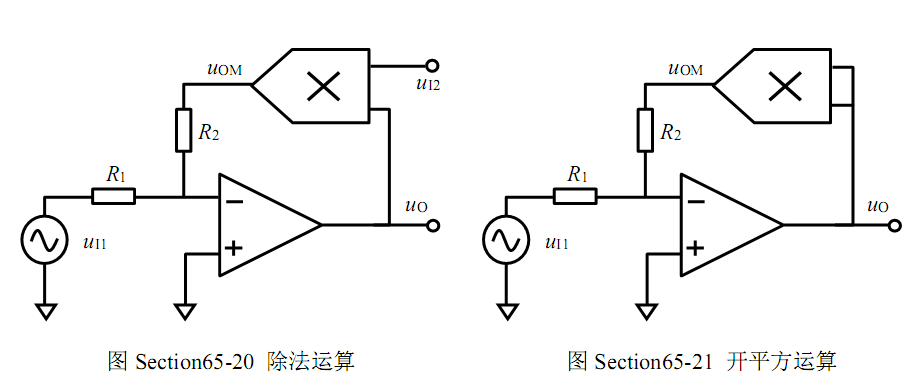 uOM
uI2
R2
R1
uO
uI1
uOM
R2
R1
uO
uI1
图 Section65-20 除法运算
图 Section65-21 开平方运算